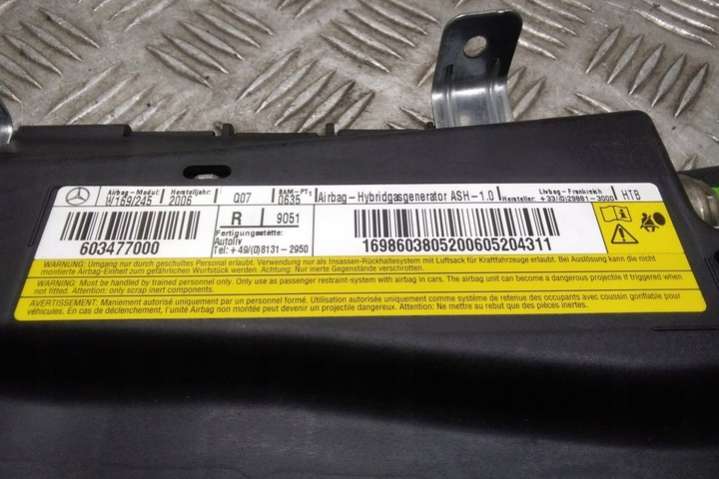 Airbag-Modul: Herstelljahr: Q07 BAM-PT1 Airbag-Hybridgasgenerator ASH-1.0 Livbag-Frankreich HTB
W169/245 2006 0635 Hersteller: +33/(0)29881-3000
R 9051
603477000 Fertigungsstätte:
Autoliv
Tel: +49/(0)8131-2950 1698603805200605204311
WARNUNG: Umgang nur durch geschultes Personal erlaubt. Verwendung nur als Insassen-Rückhaltesystem mit Luftsack für Kraftfahrzeuge erlaubt. Bei Auslösung kann die nicht
montierte Airbag-Einheit zum gefährlichen Wurfstück werden. Achtung: Nur inerte Gegenstände verschrotten.
WARNING: Must be handled by trained personnel only. Only use as passenger restraint-system with airbag in cars. The airbag unit can become a dangerous projectile if triggered when
not fitted. Attention: only scrap inert components.
AVERTISSEMENT: Maniement autorisé uniquement par un personnel formé. Utilisation autorisée uniquement comme système de retenue des occupants avec coussin gonflable pour
véhicules. En cas de déclenchement, l'unité Airbag non montée peut devenir un projectile dangereux. Attention: Ne mettre au rebut que des pièces inertes.